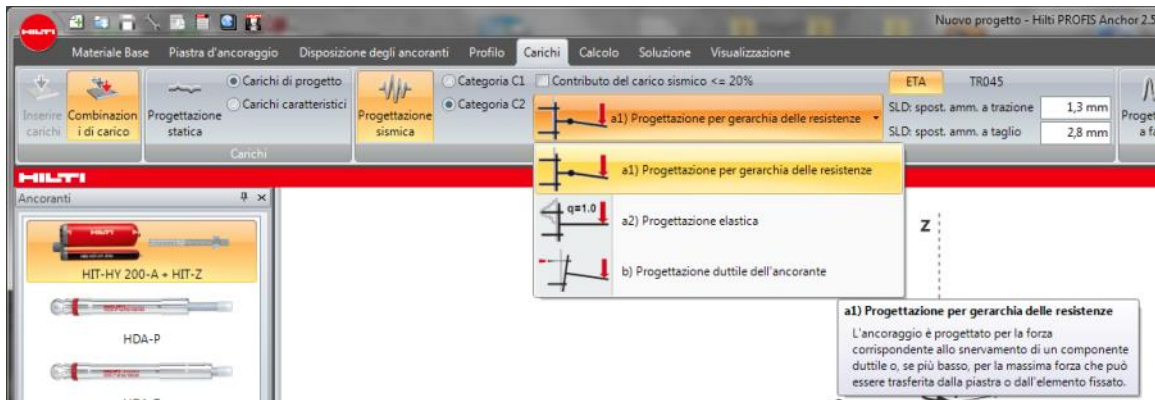 HILTI
Nuovo progetto - Hilti PROFIS Anchor 2.5
Materiale Base Piastra d'ancoraggio Disposizione degli ancoranti Profilo Carichi Calcolo Soluzione Visualizzazione
Inserire carichi
Combinazion i di carico
Progettazione statica
Carichi di progetto
Carichi caratteristici
Carichi
Progettazione sismica
Categoria C1
Categoria C2
Contributo del carico sismico <= 20%
a1) Progettazione per gerarchia delle resistenze
ETA TR045
SLD: spost. amm. a trazione 1,3 mm
SLD: spost. amm. a taglio 2,8 mm
Proget
a fa
a1) Progettazione per gerarchia delle resistenze
q=1.0
a2) Progettazione elastica
b) Progettazione duttile dell'ancorante
HILTI
Ancoranti
HIT-HY 200-A + HIT-Z
HDA-P
Z
a1) Progettazione per gerarchia delle resistenze
L'ancoraggio è progettato per la forza
corrispondente allo snervamento di un componente
duttile o, se più basso, per la massima forza che può
essere trasferita dalla piastra o dall'elemento fissato.